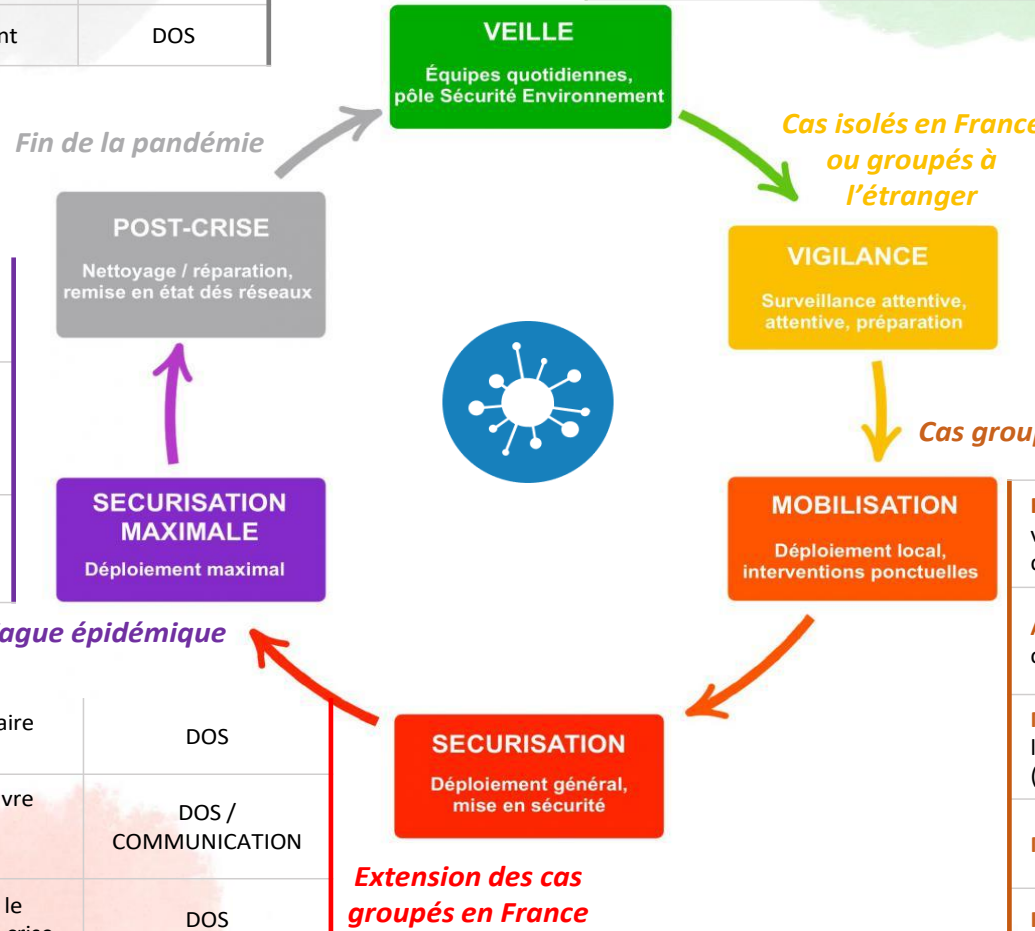 nt
DOS
VEILLE
Équipes quotidiennes,
pôle Sécurité Environnement
Fin de la pandémie
Cas isolés en France
ou groupés à
l’étranger
POST-CRISE
Nettoyage / réparation,
remise en état dés réseaux
VIGILANCE
Surveillance attentive,
attentive, préparation
Cas group
SECURISATION
MAXIMALE
Déploiement maximal
MOBILISATION
Déploiement local,
interventions ponctuelles
ague épidémique
SECURISATION
Déploiement général,
mise en sécurité
aire
DOS
vre
DOS /
COMMUNICATION
le
DOS
Extension des cas
groupés en France